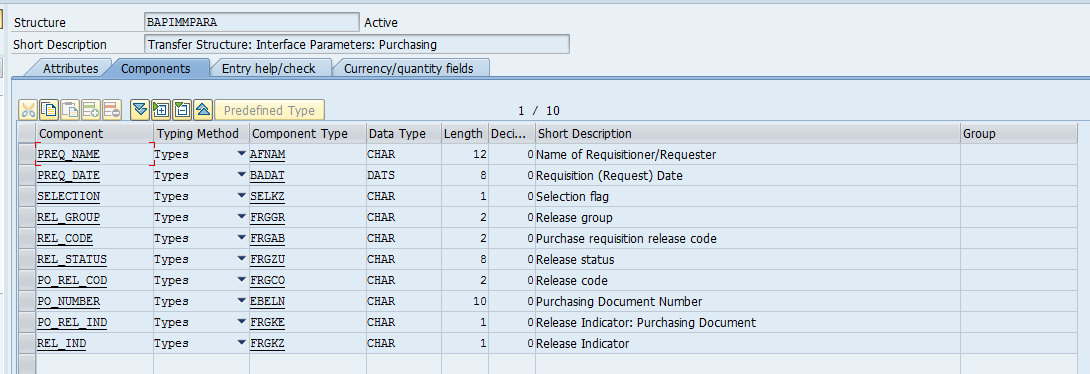 Structure BAPIMMPARA Active
Short Description Transfer Structure: Interface Parameters: Purchasing
Attributes Components Entry help/check Currency/quantity fields
Predefined Type 1 / 10
Component Typing Method Component Type Data Type Length Deci... Short Description Group
PREQ_NAME Types AFNAM CHAR 12 0 Name of Requisitioner/Requester
PREQ_DATE Types BADAT DATS 8 0 Requisition (Request) Date
SELECTION Types SELKZ CHAR 1 0 Selection flag
REL_GROUP Types FRGGR CHAR 2 0 Release group
REL_CODE Types FRGAB CHAR 2 0 Purchase requisition release code
REL_STATUS Types FRGZU CHAR 8 0 Release status
PO_REL_COD Types FRGCO CHAR 2 0 Release code
PO_NUMBER Types EBELN CHAR 10 0 Purchasing Document Number
PO_REL_IND Types FRGKE CHAR 1 0 Release Indicator: Purchasing Document
REL_IND Types FRGKZ CHAR 1 0 Release Indicator